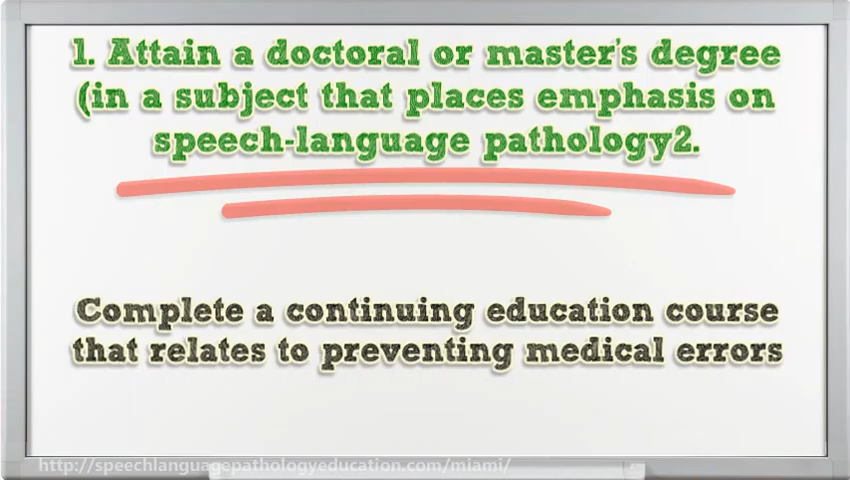 1. Attain a doctoral or master's degree
(in a subject that places emphasis on
speech-language pathology2.
Complete a continuing education course
that relates to preventing medical errors
http://speechlanguagepathologyeducation.com/miami/